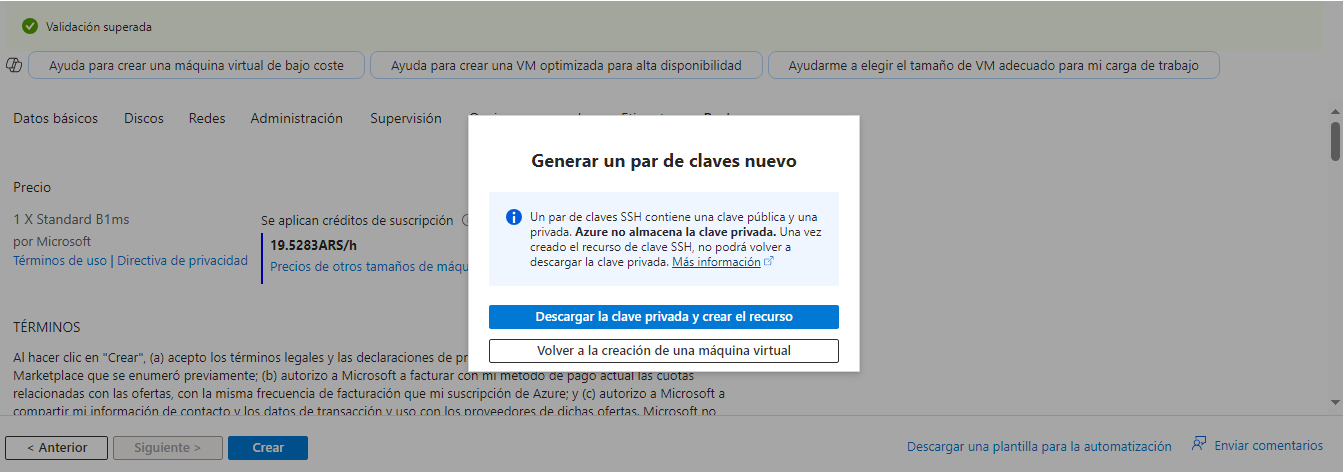 Validación superada
Ayuda para crear una máquina virtual de bajo coste
Ayuda para crear una VM optimizada para alta disponibilidad
Ayudarme a elegir el tamaño de VM adecuado para mi carga de trabajo
Datos básicos
Discos
Redes
Administración
Supervisión
Generar un par de claves nuevo
Un par de claves SSH contiene una clave pública y una
privada. Azure no almacena la clave privada. Una vez
creado el recurso de clave SSH, no podrá volver a
descargar la clave privada. Más información
Descargar la clave privada y crear el recurso
Volver a la creación de una máquina virtual
Precio
1 X Standard B1ms
por Microsoft
Términos de uso | Directiva de privacidad
Se aplican créditos de suscripción
19.5283ARS/h
Precios de otros tamaños de
TÉRMINOS
Al hacer clic en "Crear", (a) acepto los términos legales y las declaraciones de
Marketplace que se enumeró previamente; (b) autorizo a Microsoft a facturar con mi método de pago actual las cuotas
relacionadas con las ofertas, con la misma frecuencia de facturación que mi suscripción de Azure; y (c) autorizo a Microsoft a
compartir mi información de contacto y los datos de transacción y uso con los proveedores de dichas ofertas. Microsoft no
< Anterior
Siguiente >
Crear
Descargar una plantilla para la automatización
Enviar comentarios